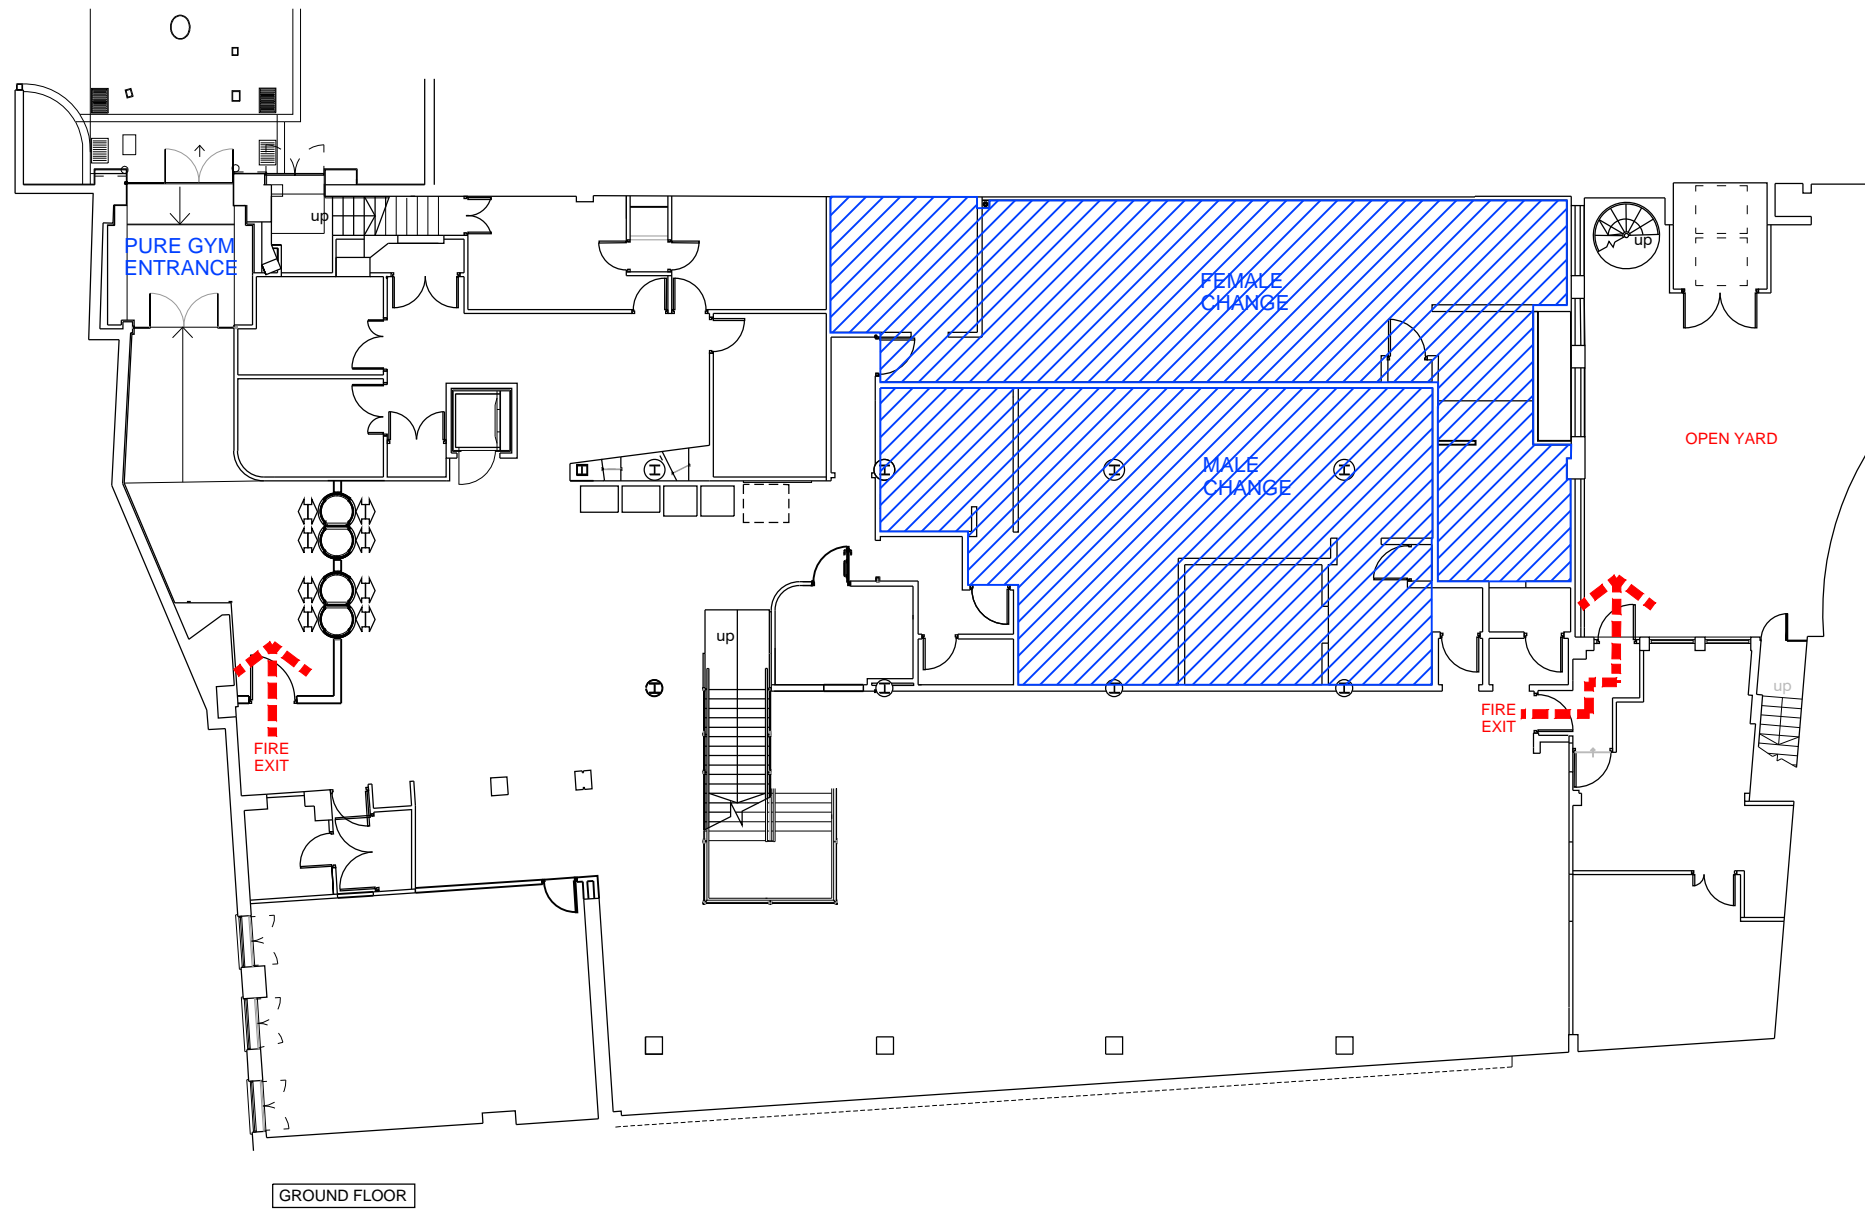 up
PURE GYM
ENTRANCE
up
FEMALE
CHANGE
OPEN YARD
MALE
CHANGE
up
up
FIRE
EXIT
FIRE
EXIT
GROUND FLOOR